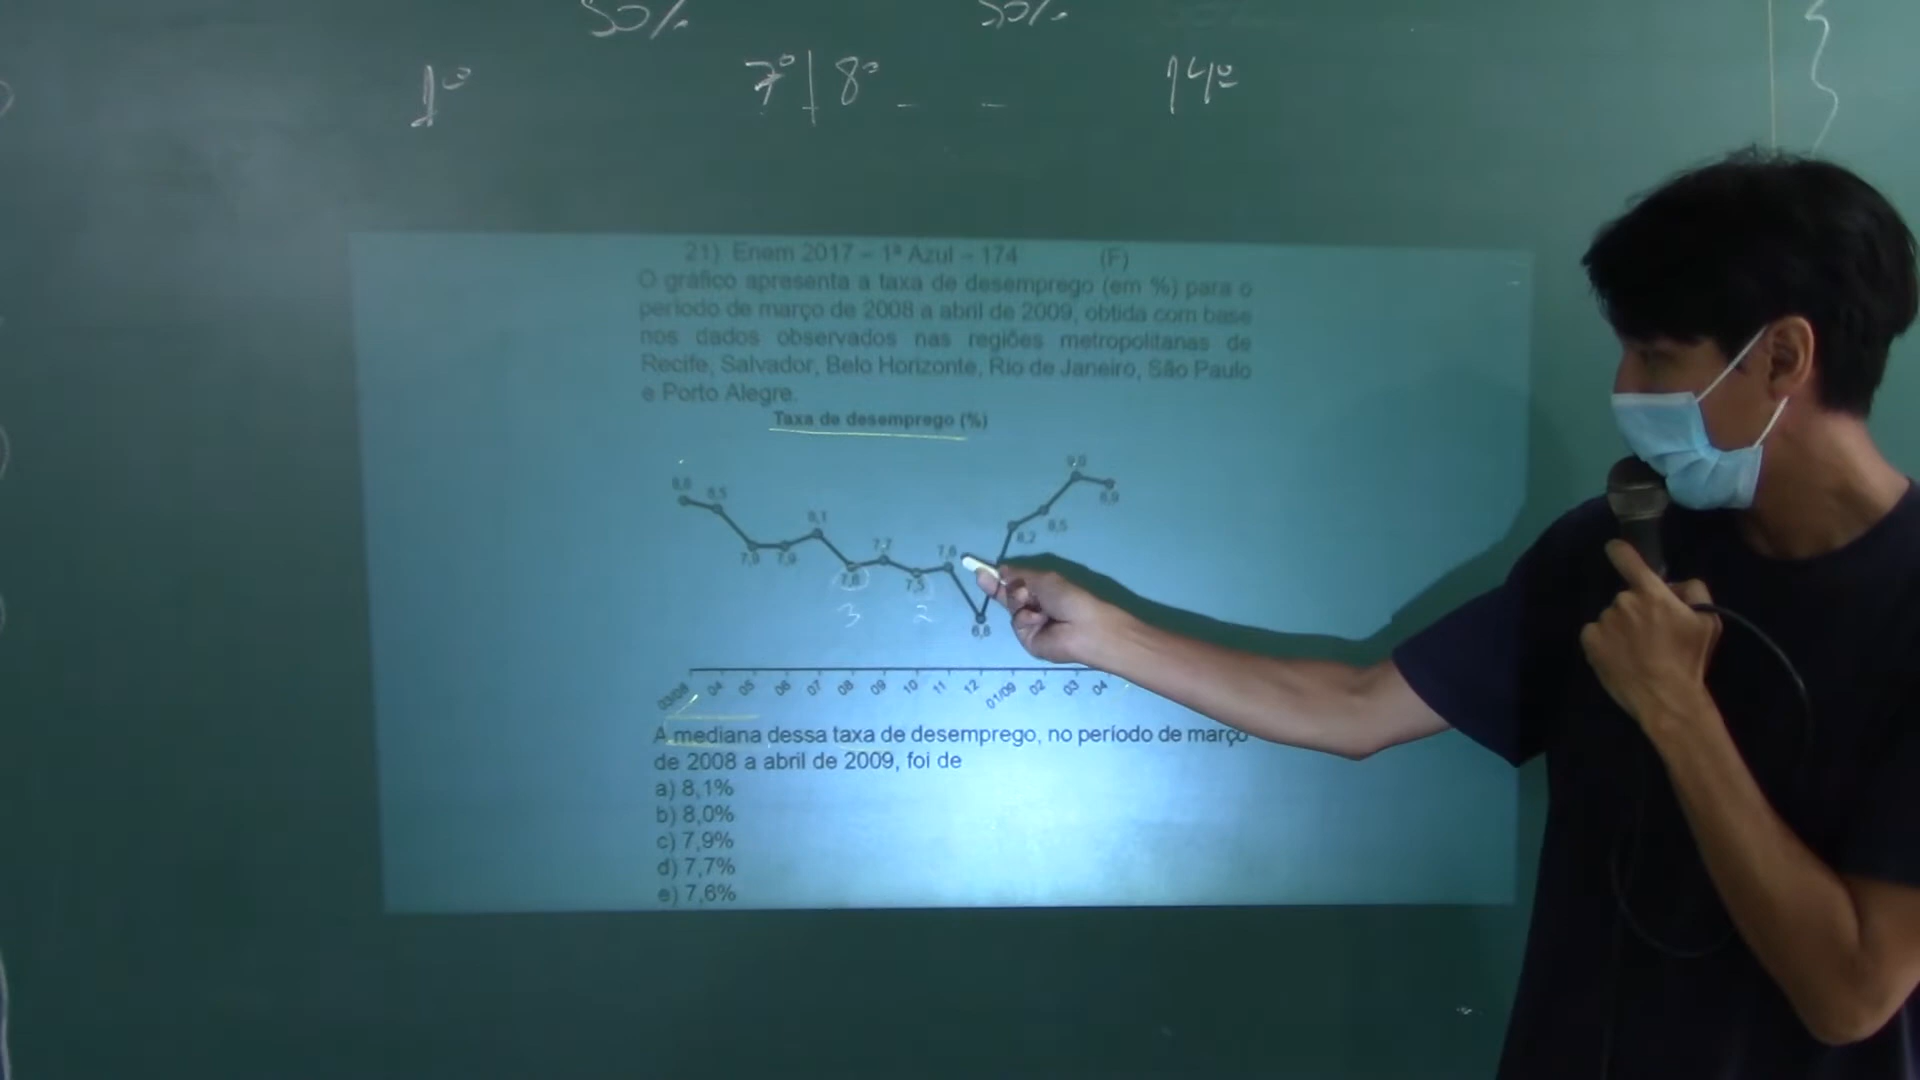 50%
50%
1º
7º | 8º _ _
14º
21) Enem 2017 – 1ª Azul – 174 (F)
O gráfico apresenta a taxa de desemprego (em %) para o
período de março de 2008 a abril de 2009, obtida com base
nos dados observados nas regiões metropolitanas de
Recife, Salvador, Belo Horizonte, Rio de Janeiro, São Paulo
e Porto Alegre.
Taxa de desemprego (%)
9,0
8,6 8,5 8,9
8,1 8,5
7,9 7,9 7,7 7,6 8,2
7,6 7,5
3 2
6,8
03/08 04 05 06 07 08 09 10 11 12 01/09 02 03 04
A mediana dessa taxa de desemprego, no período de março
de 2008 a abril de 2009, foi de
a) 8,1%
b) 8,0%
c) 7,9%
d) 7,7%
e) 7,6%